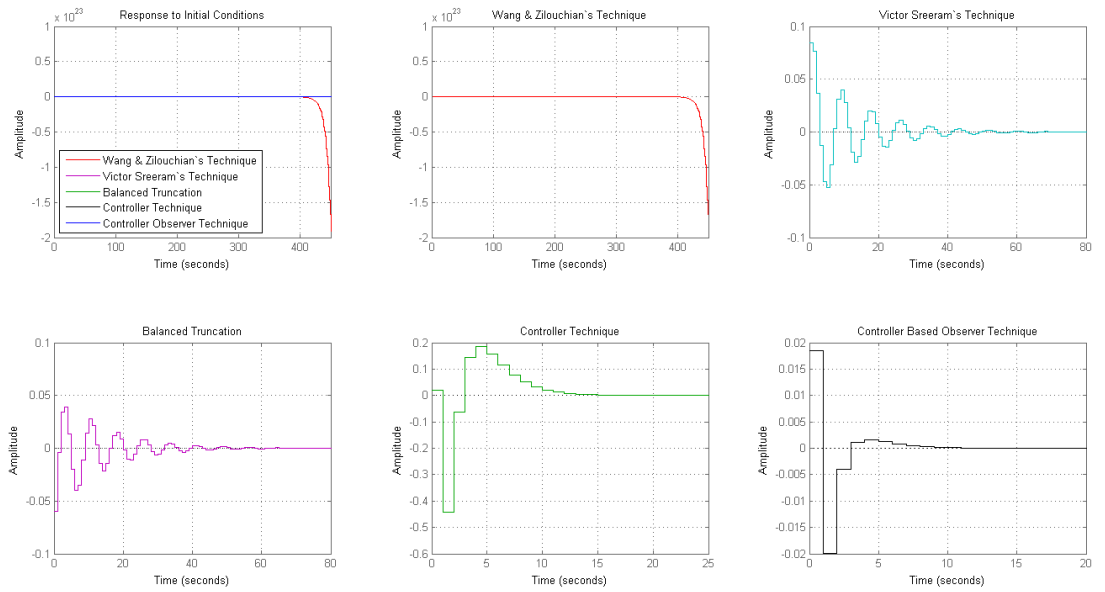 Response to Initial Conditions
x 10^23
1
0.5
0
-0.5
-1
-1.5
-2
Amplitude
Wang & Zilouchian`s Technique
Victor Sreeram`s Technique
Balanced Truncation
Controller Technique
Controller Observer Technique
0 100 200 300 400
Time (seconds)
Wang & Zilouchian`s Technique
x 10^23
1
0.5
0
-0.5
-1
-1.5
-2
Amplitude
0 100 200 300 400
Time (seconds)
Victor Sreeram`s Technique
0.1
0.05
0
-0.05
-0.1
Amplitude
0 20 40 60 80
Time (seconds)
Balanced Truncation
0.1
0.05
0
-0.05
-0.1
Amplitude
0 20 40 60 80
Time (seconds)
Controller Technique
0.2
0.1
0
-0.1
-0.2
-0.3
-0.4
-0.5
-0.6
Amplitude
0 5 10 15 20 25
Time (seconds)
Controller Based Observer Technique
0.02
0.015
0.01
0.005
0
-0.005
-0.01
-0.015
-0.02
Amplitude
0 5 10 15 20
Time (seconds)